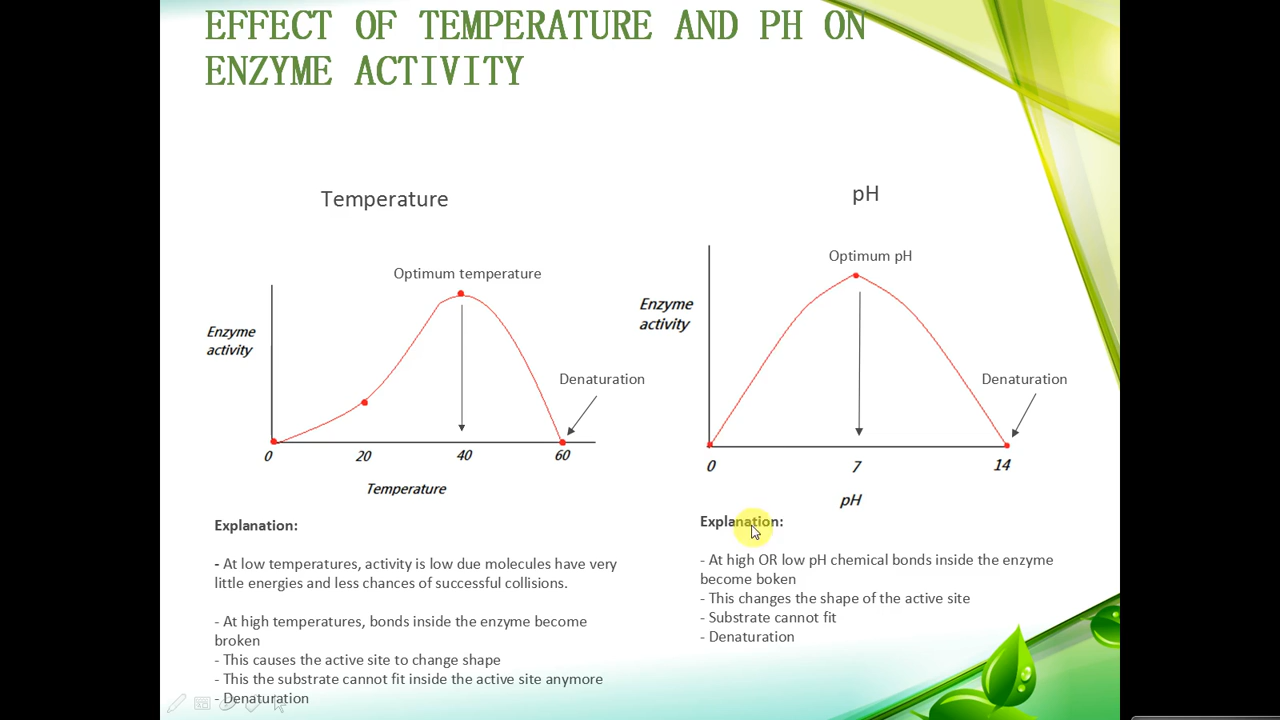 EFFECT OF TEMPERATURE AND PH ON
ENZYME ACTIVITY
Temperature
Optimum temperature
Enzyme
activity
Denaturation
0 20 40 60
Temperature
Explanation:
- At low temperatures, activity is low due molecules have very
little energies and less chances of successful collisions.
- At high temperatures, bonds inside the enzyme become
broken
- This causes the active site to change shape
- This the substrate cannot fit inside the active site anymore
- Denaturation
pH
Optimum pH
Enzyme
activity
Denaturation
0 7 14
pH
Explanation:
- At high OR low pH chemical bonds inside the enzyme
become boken
- This changes the shape of the active site
- Substrate cannot fit
- Denaturation